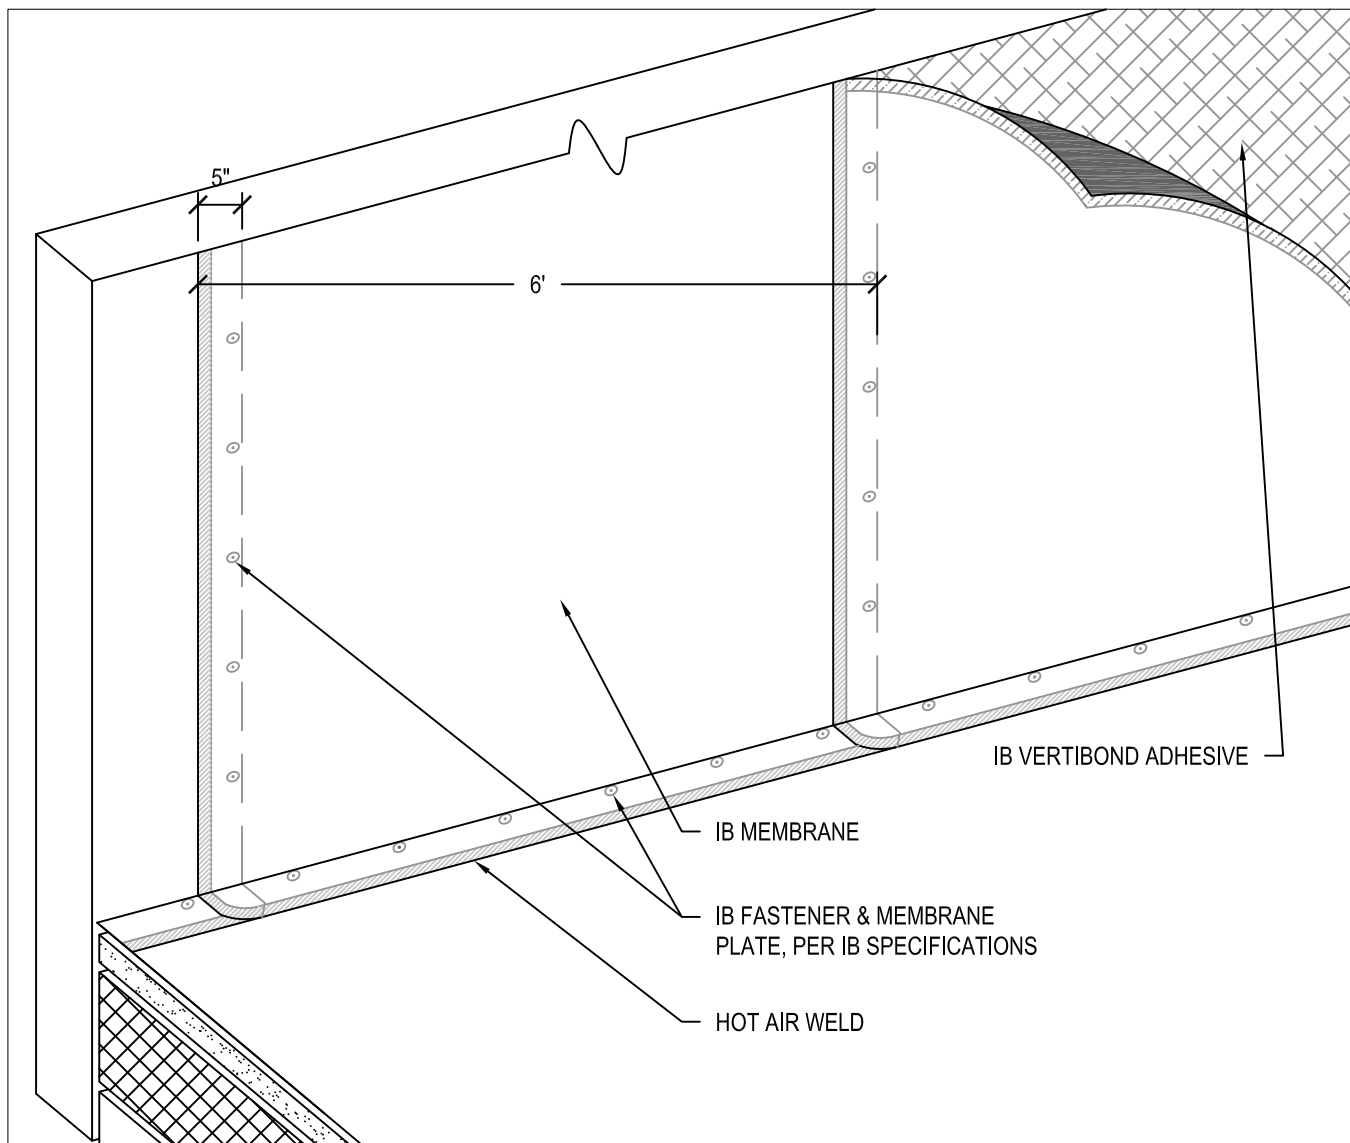 5"
6'
IB VERTIBOND ADHESIVE
IB MEMBRANE
IB FASTENER & MEMBRANE
PLATE, PER IB SPECIFICATIONS
HOT AIR WELD